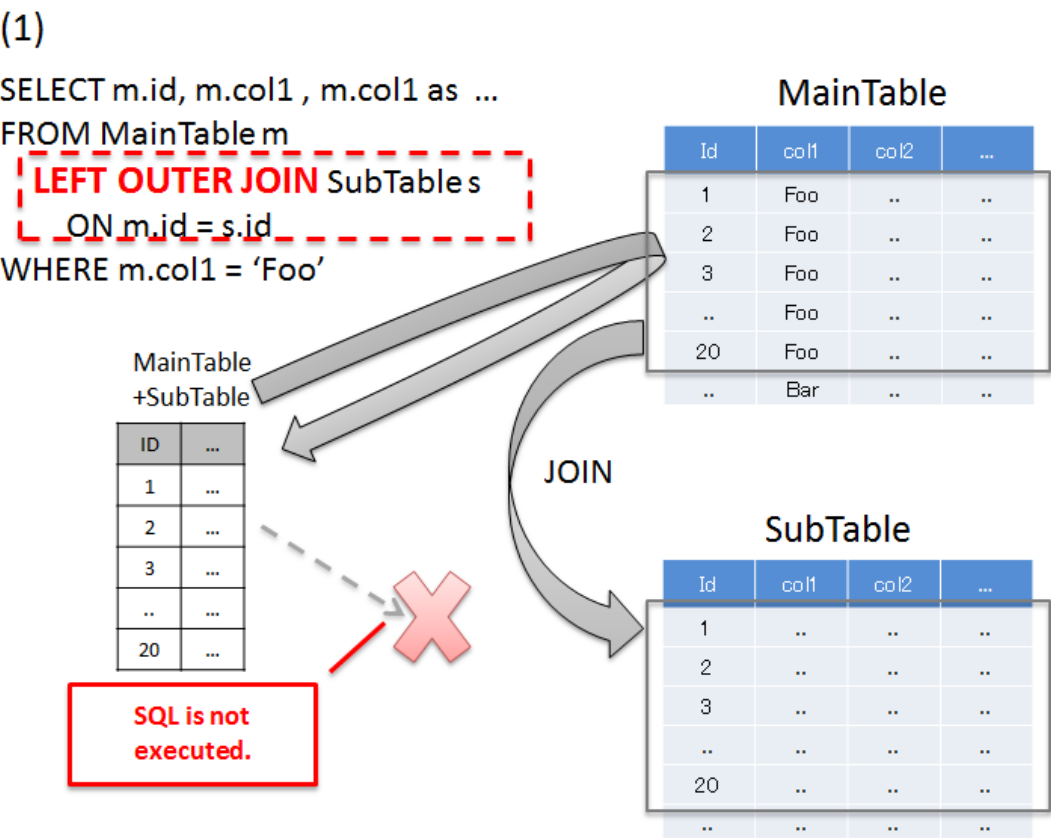 (1)
SELECT m.id, m.col1 , m.col1 as ...
FROM MainTable m
LEFT OUTER JOIN SubTable s
ON m.id = s.id
WHERE m.col1 = ‘Foo’
MainTable
Id col1 col2 ...
1 Foo .. ..
2 Foo .. ..
3 Foo .. ..
.. Foo .. ..
20 Foo .. ..
.. Bar .. ..
MainTable
+SubTable
ID ...
1 ...
2 ...
3 ...
.. ...
20 ...
JOIN
SQL is not
executed.
SubTable
Id col1 col2 ...
1 .. .. ..
2 .. .. ..
3 .. .. ..
.. .. .. ..
20 .. .. ..
.. .. .. ..